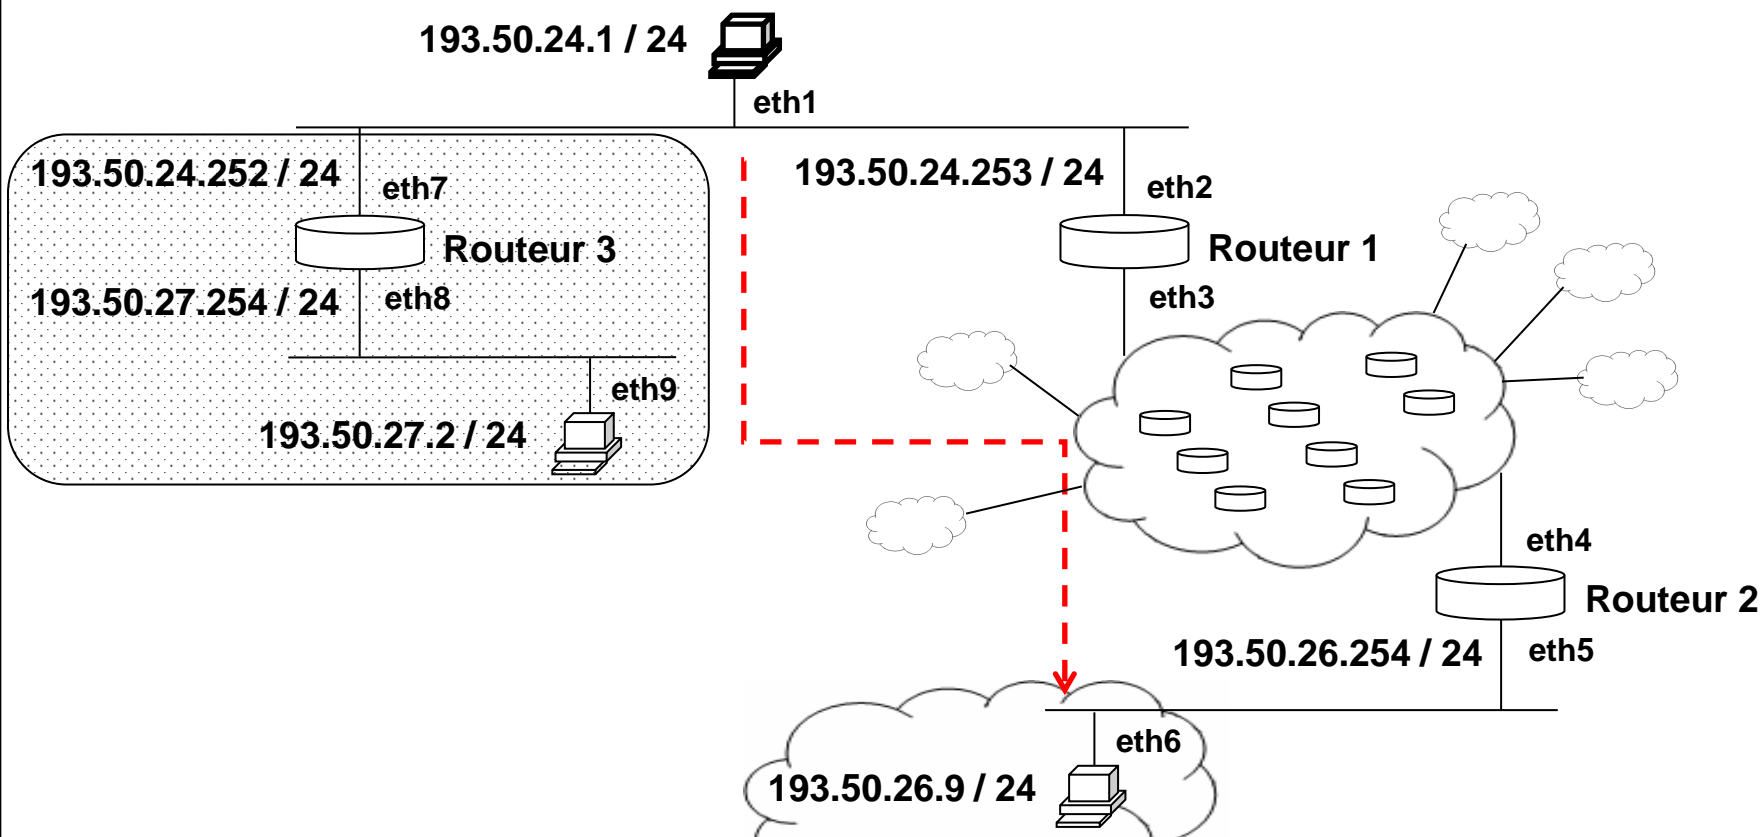 193.50.24.1 / 24
eth1
193.50.24.252 / 24
eth7
193.50.24.253 / 24
eth2
Routeur 3
Routeur 1
193.50.27.254 / 24
eth8
eth3
eth9
193.50.27.2 / 24
eth4
Routeur 2
193.50.26.254 / 24
eth5
eth6
193.50.26.9 / 24